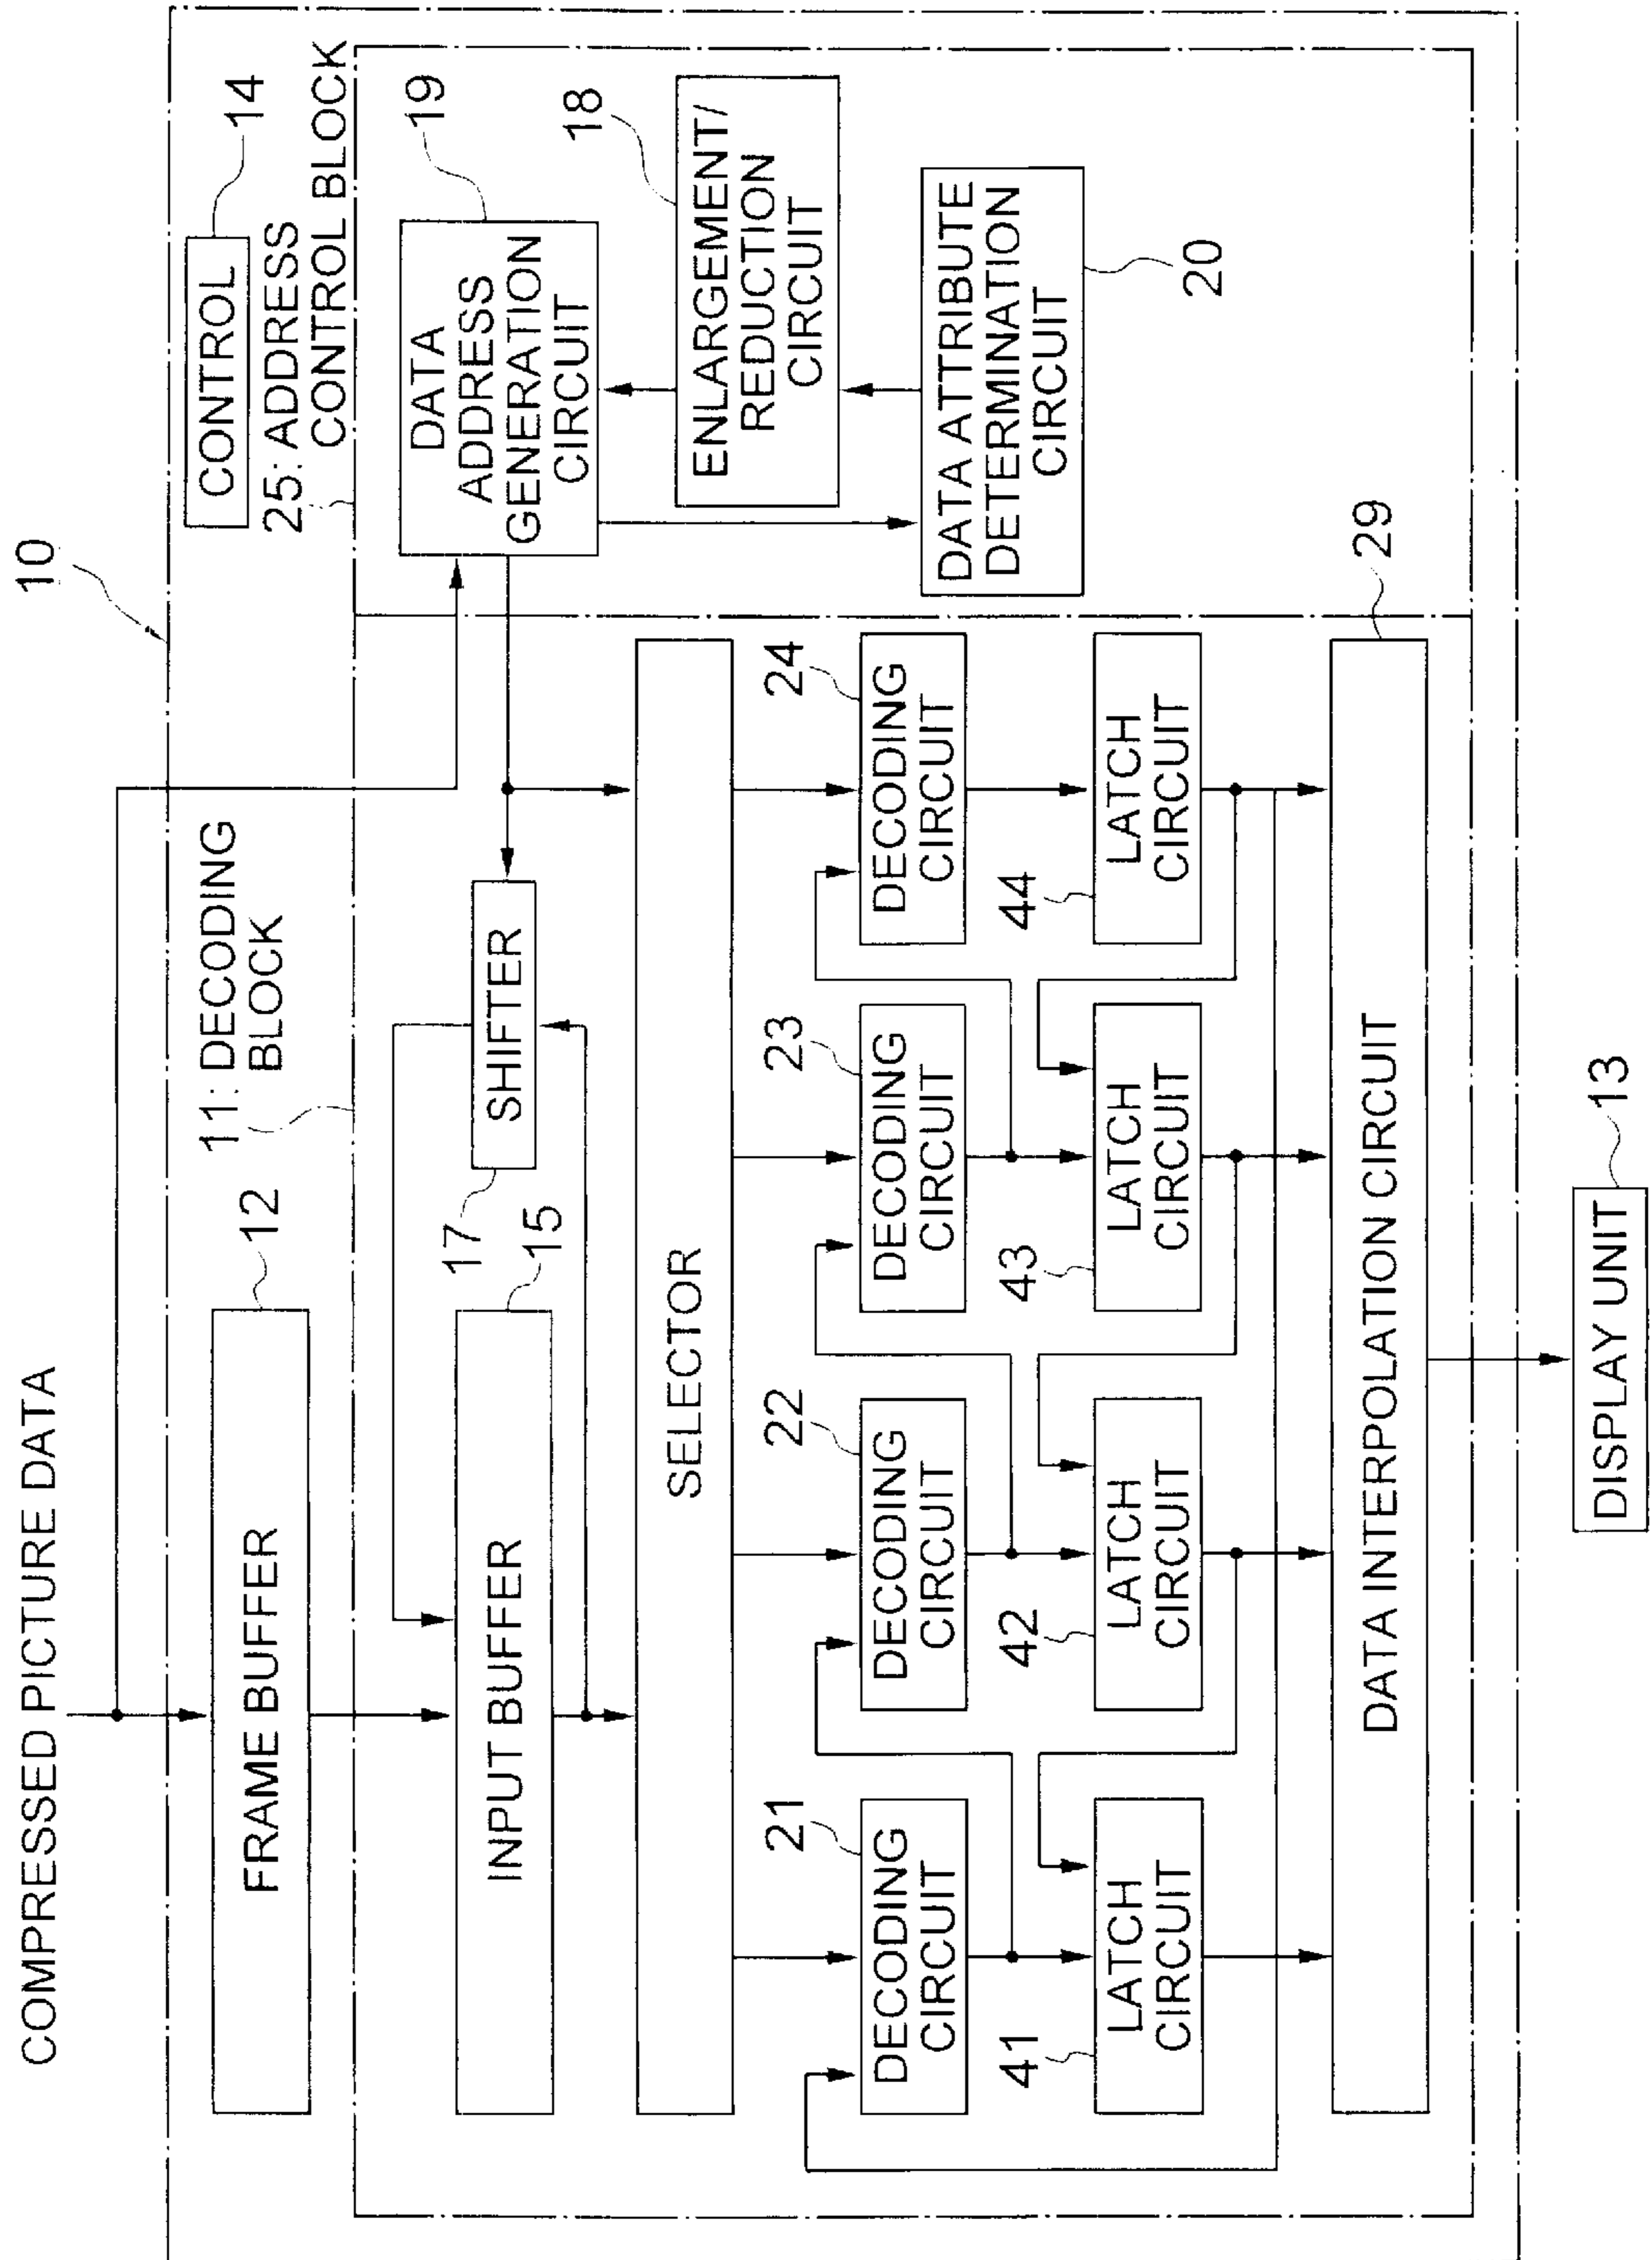 COMPRESSED PICTURE DATA
10
CONTROL
14
25: ADDRESS
CONTROL BLOCK
11: DECODING
BLOCK
FRAME BUFFER
12
INPUT BUFFER
15
SHIFTER
17
DATA
ADDRESS
GENERATION
CIRCUIT
19
ENLARGEMENT/
REDUCTION
CIRCUIT
18
DATA ATTRIBUTE
DETERMINATION
CIRCUIT
20
SELECTOR
DECODING
CIRCUIT
21
DECODING
CIRCUIT
22
DECODING
CIRCUIT
23
DECODING
CIRCUIT
24
LATCH
CIRCUIT
41
LATCH
CIRCUIT
42
LATCH
CIRCUIT
43
LATCH
CIRCUIT
44
DATA INTERPOLATION CIRCUIT
29
DISPLAY UNIT
13